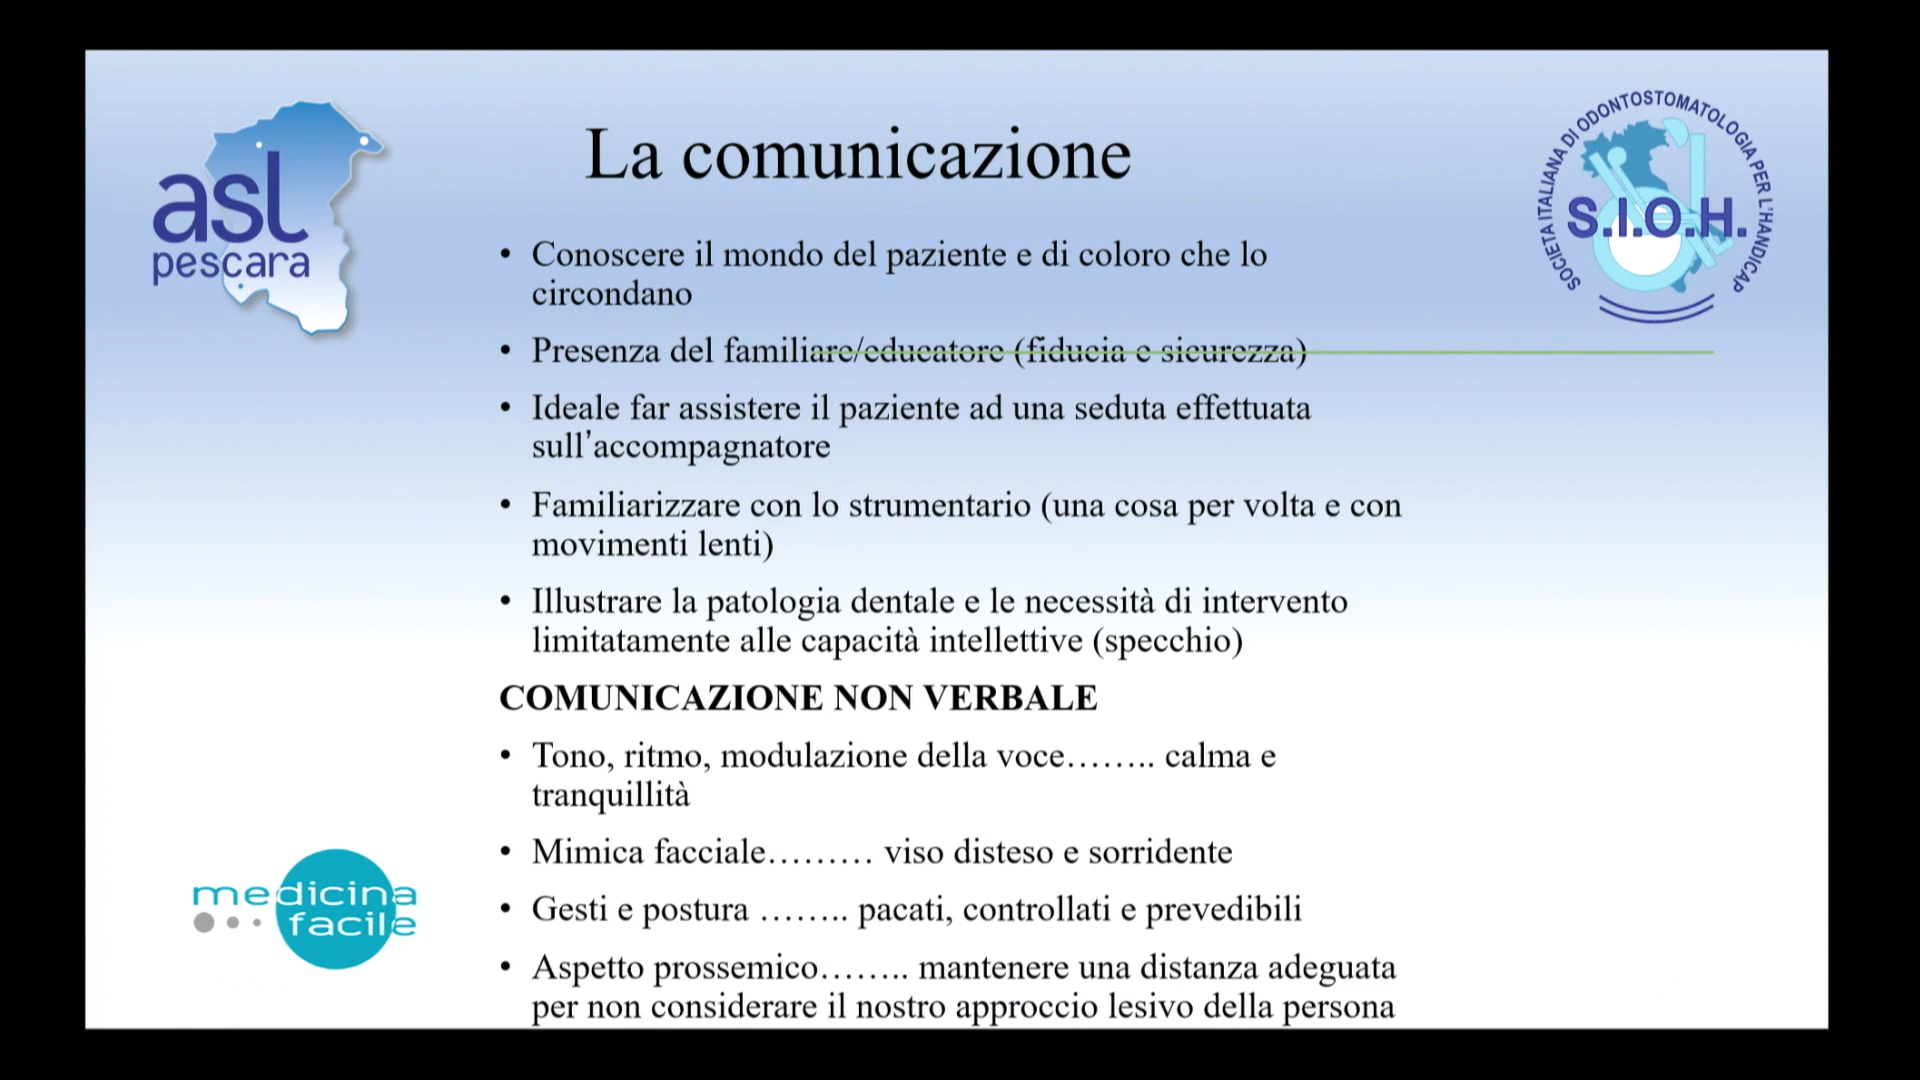 La comunicazione
asl
pescara
SOCIETA ITALIANA DI ODONTOSTOMATOLOGIA PER L'HANDICAP
S.I.O.H.
• Conoscere il mondo del paziente e di coloro che lo
circondano
• Presenza del familiare/educatore (fiducia e sicurezza)
• Ideale far assistere il paziente ad una seduta effettuata
sull’accompagnatore
• Familiarizzare con lo strumentario (una cosa per volta e con
movimenti lenti)
• Illustrare la patologia dentale e le necessità di intervento
limitatamente alle capacità intellettive (specchio)
COMUNICAZIONE NON VERBALE
• Tono, ritmo, modulazione della voce…….. calma e
tranquillità
• Mimica facciale……… viso disteso e sorridente
• Gesti e postura …….. pacati, controllati e prevedibili
• Aspetto prossemico…….. mantenere una distanza adeguata
per non considerare il nostro approccio lesivo della persona
medicina
facile